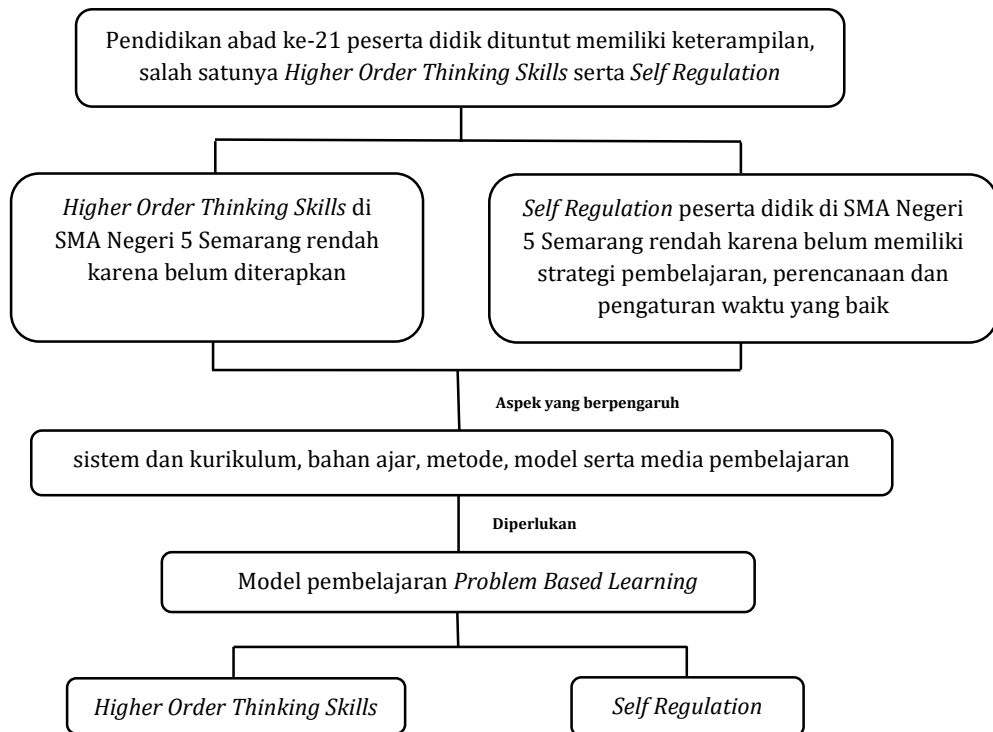 Pendidikan abad ke-21 peserta didik dituntut memiliki keterampilan,
salah satunya Higher Order Thinking Skills serta Self Regulation
Higher Order Thinking Skills di
SMA Negeri 5 Semarang rendah
karena belum diterapkan
Self Regulation peserta didik di SMA Negeri
5 Semarang rendah karena belum memiliki
strategi pembelajaran, perencanaan dan
pengaturan waktu yang baik
Aspek yang berpengaruh
sistem dan kurikulum, bahan ajar, metode, model serta media pembelajaran
Diperlukan
Model pembelajaran Problem Based Learning
Higher Order Thinking Skills
Self Regulation